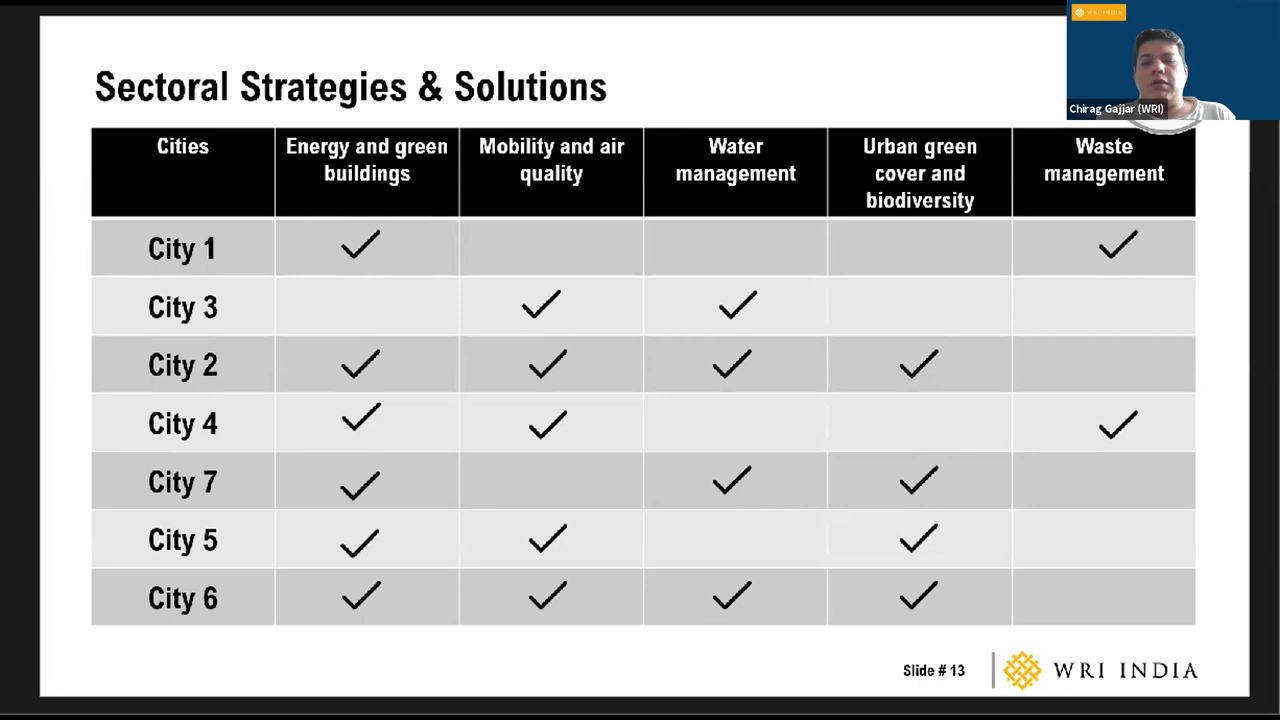 WRI INDIA
Chirag Gajjar (WRI)
Sectoral Strategies & Solutions
Cities
Energy and green
buildings
Mobility and air
quality
Water
management
Urban green
cover and
biodiversity
Waste
management
City 1 ✓ ✓
City 3 ✓ ✓
City 2 ✓ ✓ ✓ ✓
City 4 ✓ ✓ ✓
City 7 ✓ ✓ ✓
City 5 ✓ ✓ ✓
City 6 ✓ ✓ ✓ ✓
Slide # 13
WRI INDIA